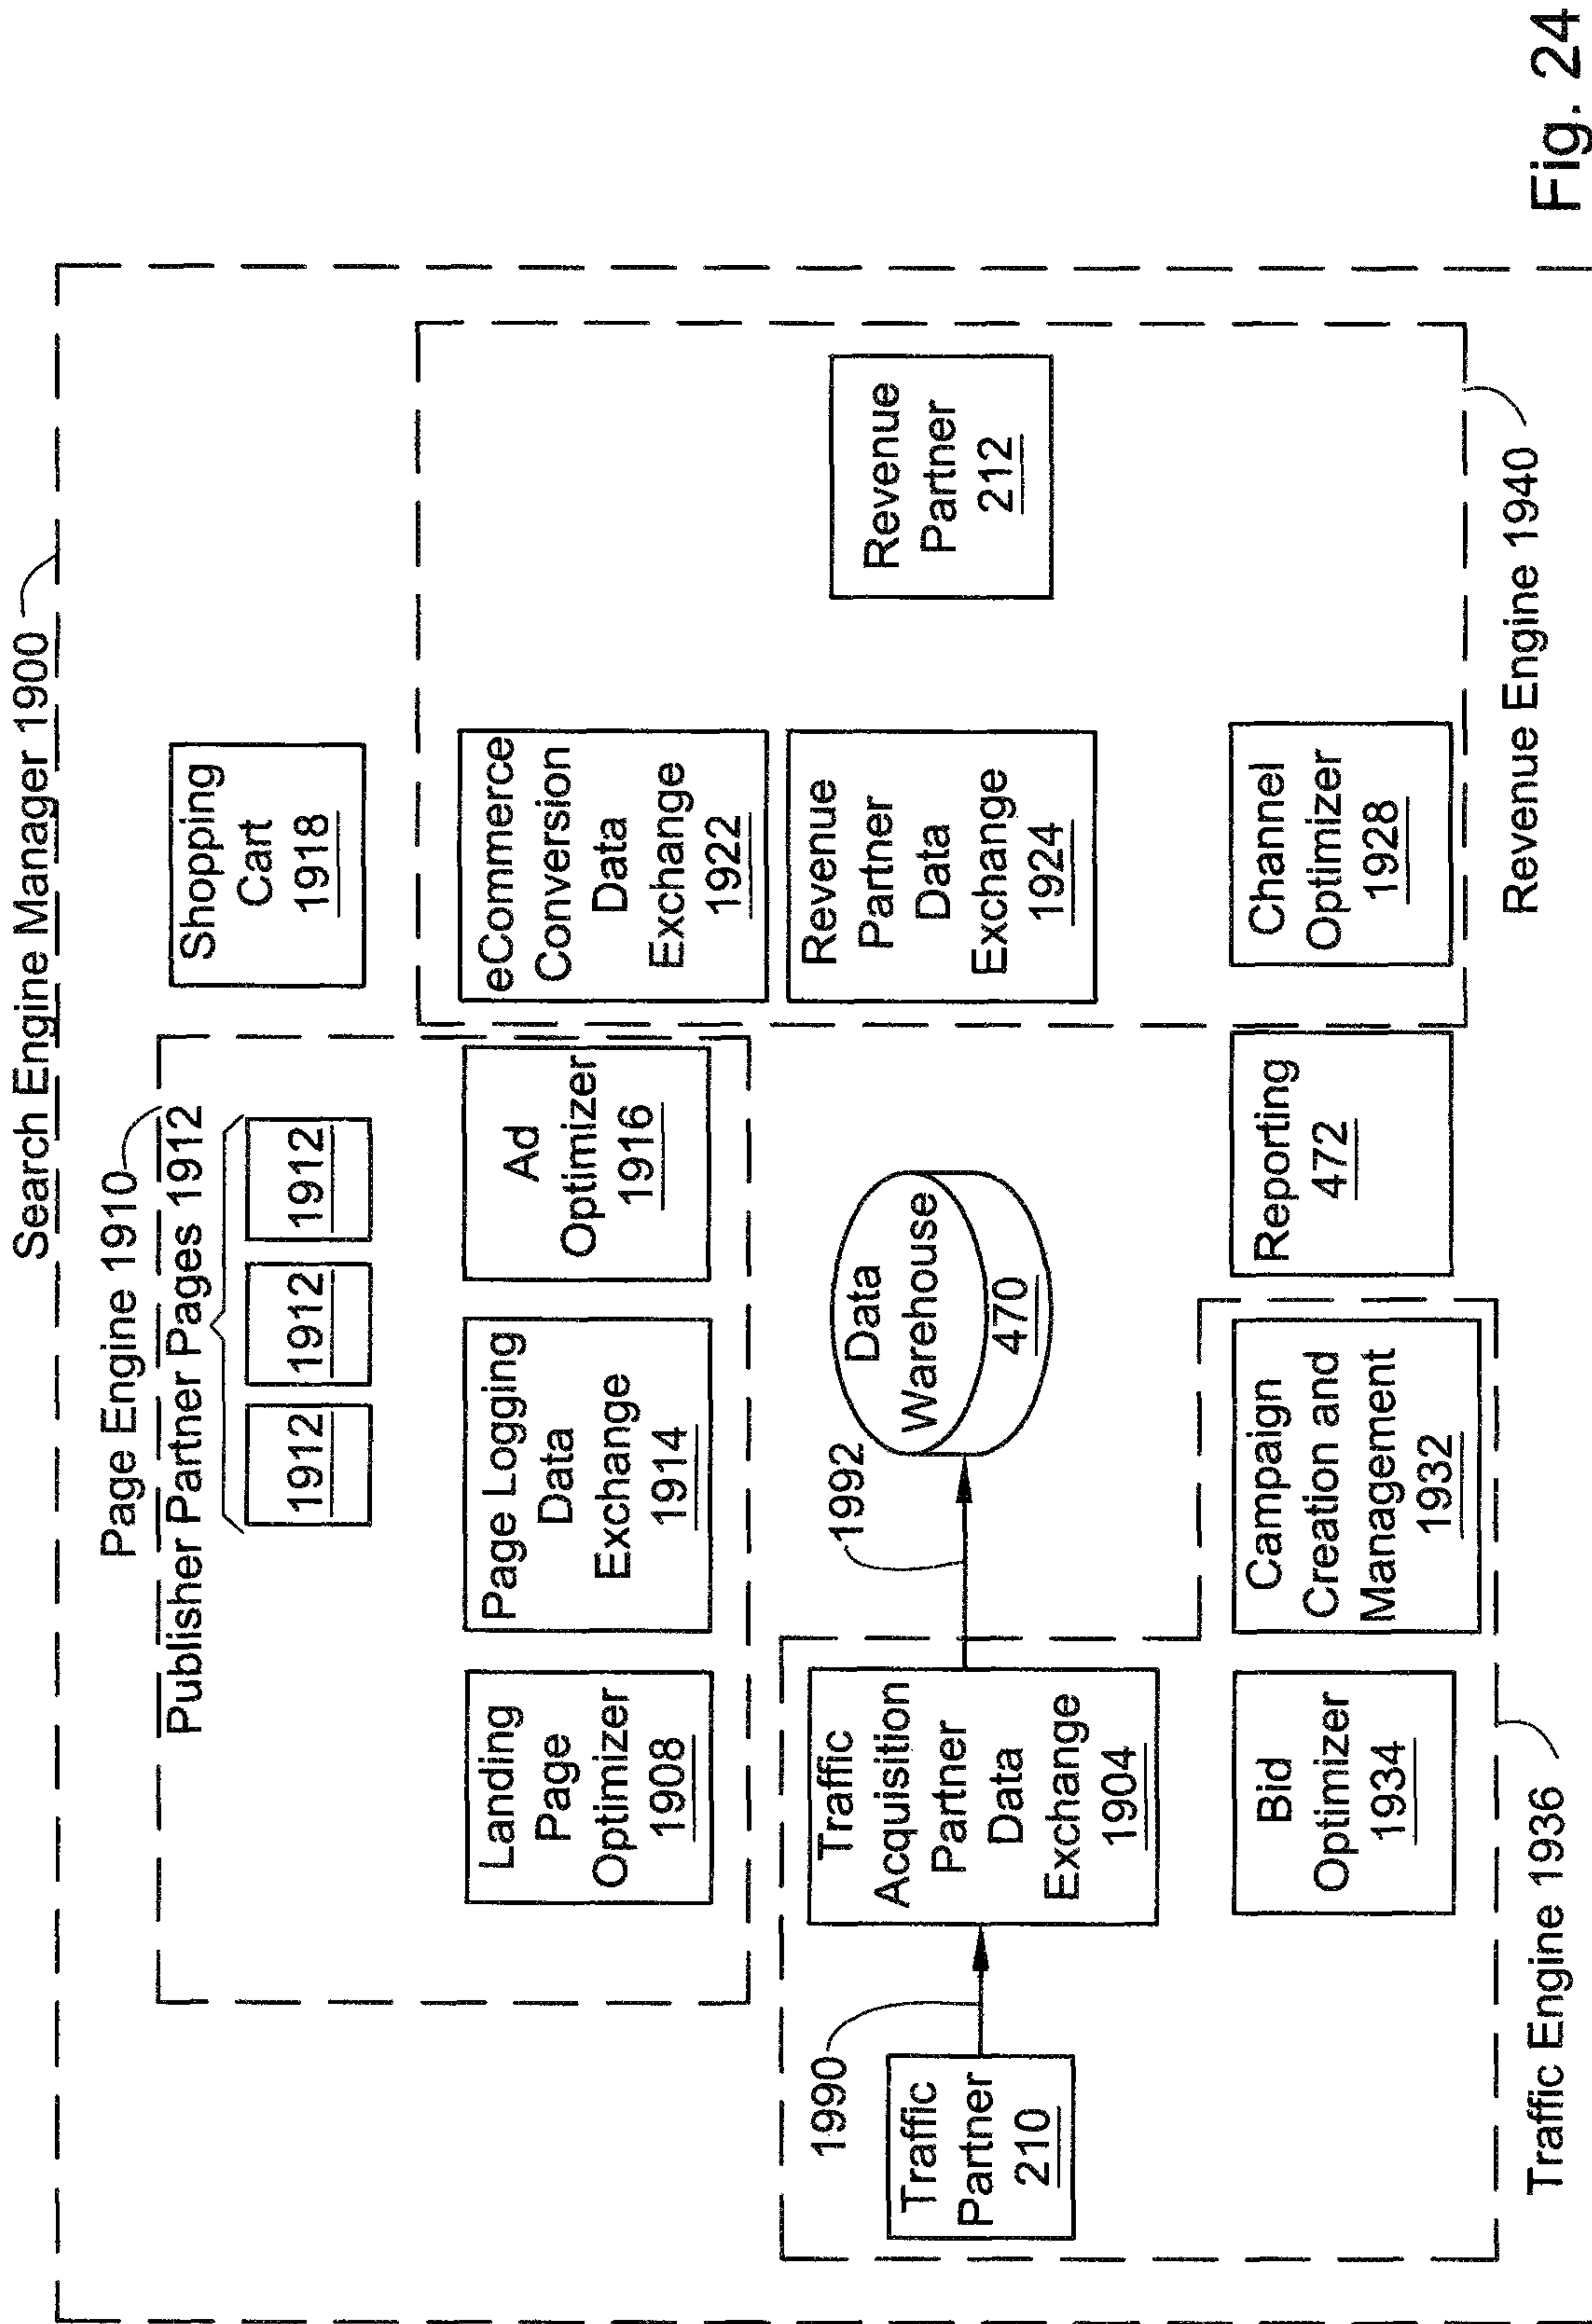 Search Engine Manager 1900
Page Engine 1910
Publisher Partner Pages 1912
1912
1912
1912
Shopping
Cart
1918
Landing
Page
Optimizer
1908
Page Logging
Data
Exchange
1914
Ad
Optimizer
1916
eCommerce
Conversion
Data
Exchange
1922
1990
Traffic
Partner
210
Traffic
Acquisition
Partner
Data
Exchange
1904
1992
Data
Warehouse
470
Revenue
Partner
Data
Exchange
1924
Revenue
Partner
212
Bid
Optimizer
1934
Campaign
Creation and
Management
1932
Reporting
472
Channel
Optimizer
1928
Traffic Engine 1936
Revenue Engine 1940
Fig. 24